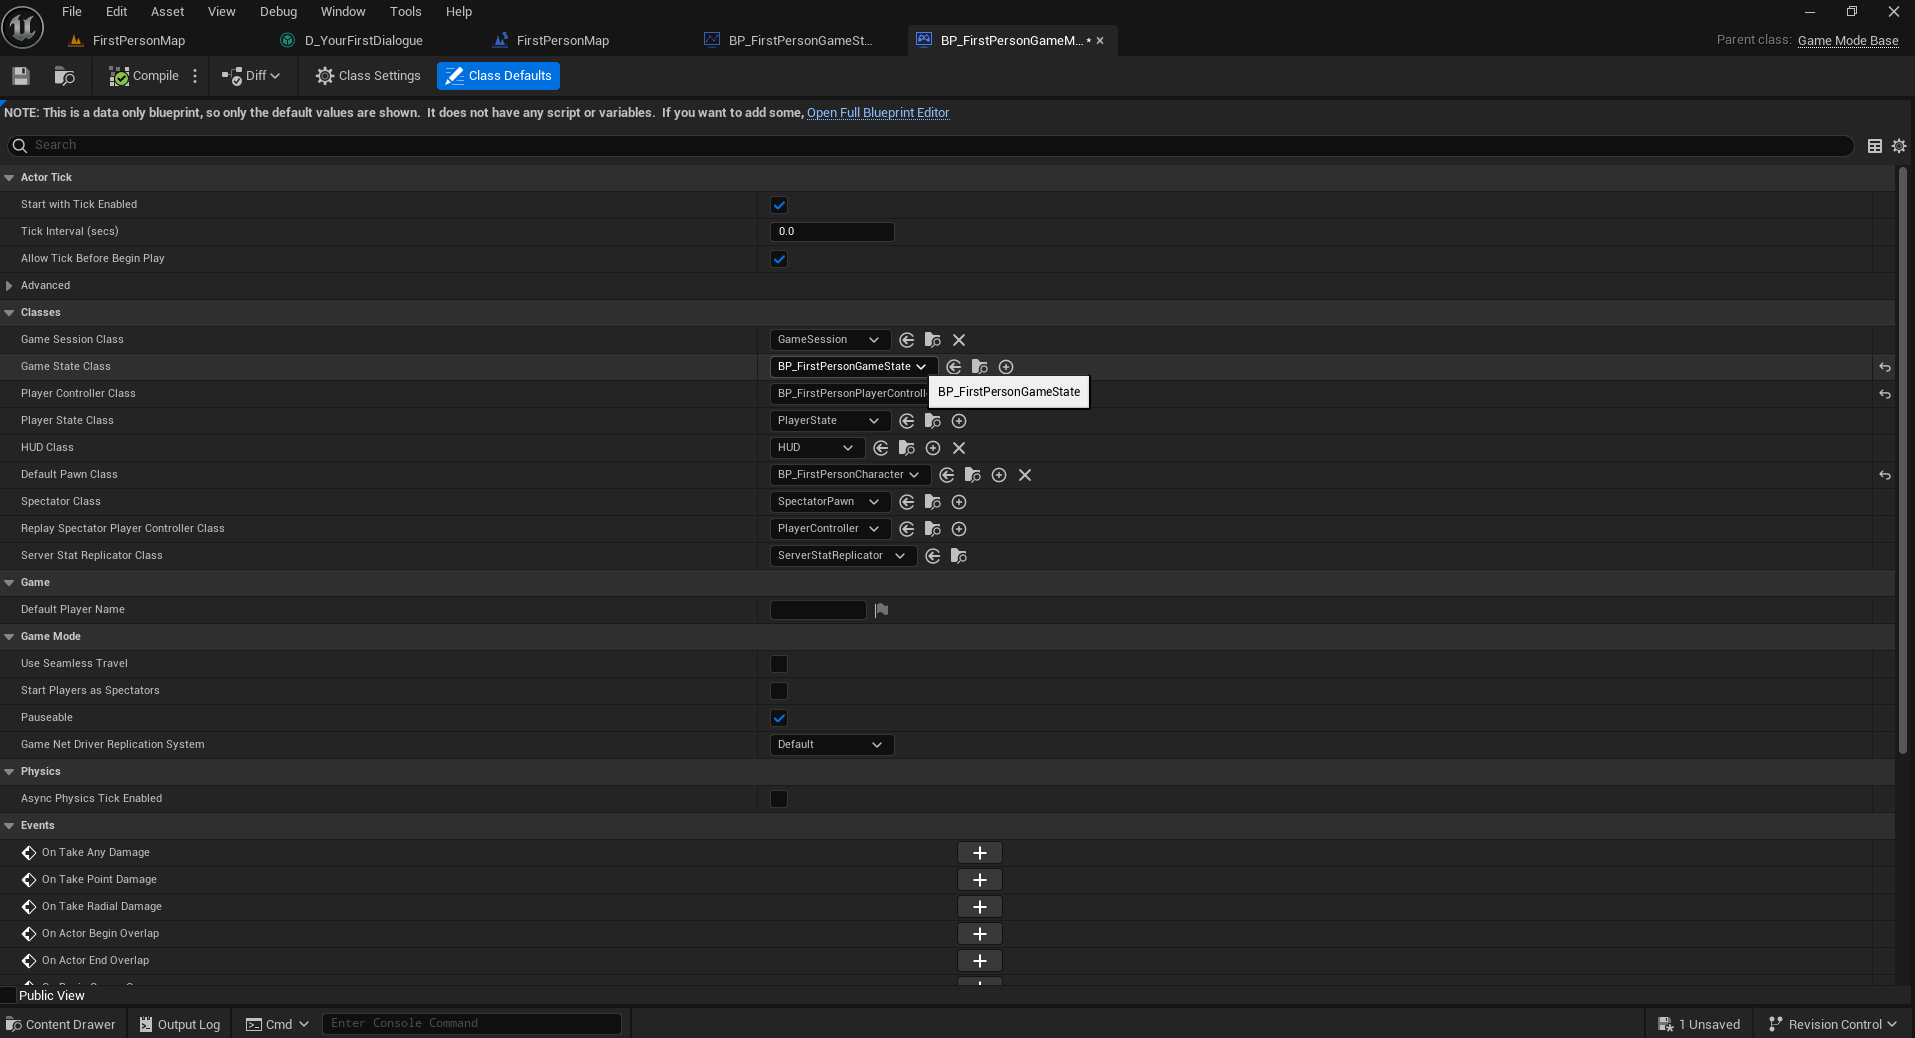 File Edit Asset View Debug Window Tools Help
FirstPersonMap D_YourFirstDialogue FirstPersonMap BP_FirstPersonGameSt... BP_FirstPersonGameM... • Parent class: Game Mode Base
Compile Diff Class Settings Class Defaults
NOTE: This is a data only blueprint, so only the default values are shown. It does not have any script or variables. If you want to add some, Open Full Blueprint Editor
Search
Actor Tick
Start with Tick Enabled
Tick Interval (secs) 0.0
Allow Tick Before Begin Play
Advanced
Classes
Game Session Class GameSession
Game State Class BP_FirstPersonGameState
Player Controller Class BP_FirstPersonPlayerControll
BP_FirstPersonGameState
Player State Class PlayerState
HUD Class HUD
Default Pawn Class BP_FirstPersonCharacter
Spectator Class SpectatorPawn
Replay Spectator Player Controller Class PlayerController
Server Stat Replicator Class ServerStatReplicator
Game
Default Player Name
Game Mode
Use Seamless Travel
Start Players as Spectators
Pauseable
Game Net Driver Replication System Default
Physics
Async Physics Tick Enabled
Events
On Take Any Damage
On Take Point Damage
On Take Radial Damage
On Actor Begin Overlap
On Actor End Overlap
Public View
Content Drawer Output Log Cmd Enter Console Command 1 Unsaved Revision Control